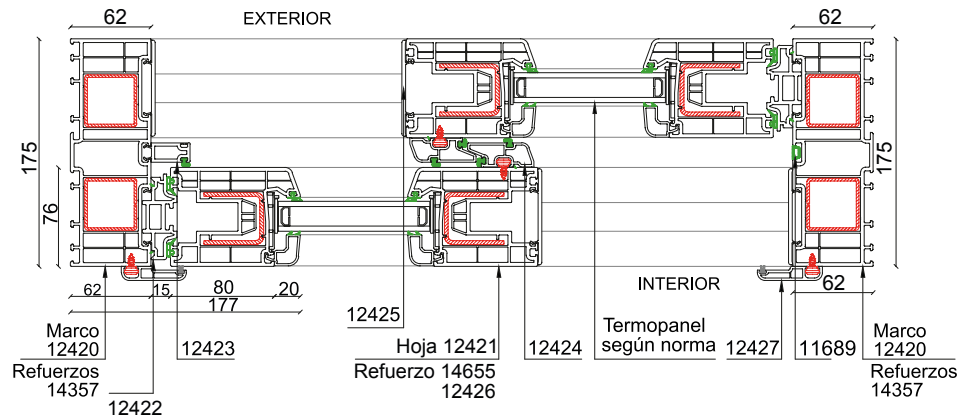 62
EXTERIOR
62
175
76
175
INTERIOR
62
15
80
20
177
62
12425
Marco
12420
Refuerzos
14357
12423
12422
Hoja 12421
Refuerzo 14655
12426
12424
Termopanel
según norma
12427
11689
Marco
12420
Refuerzos
14357